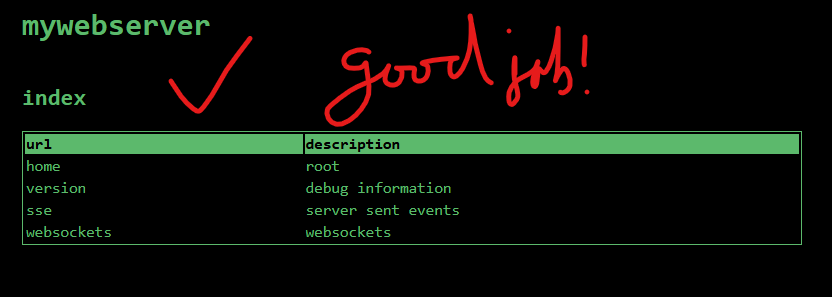 mywebserver
Good job!
index
url description
home root
version debug information
sse server sent events
websockets websockets